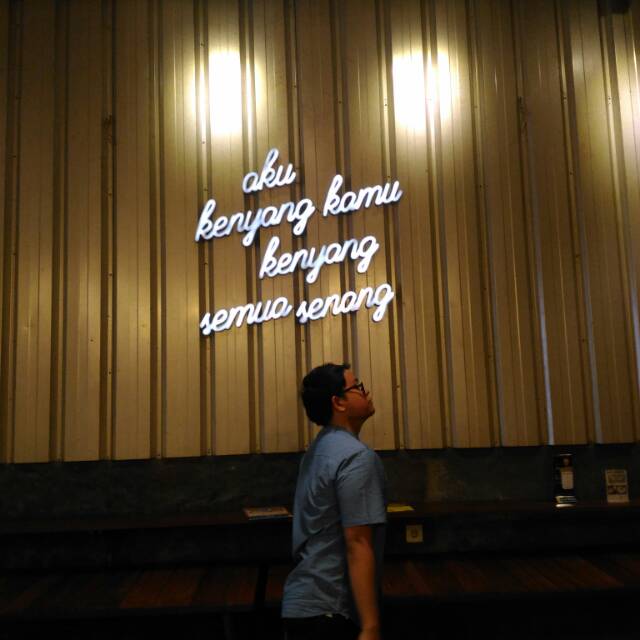 aku
kenyang kamu
kenyang
semua senang